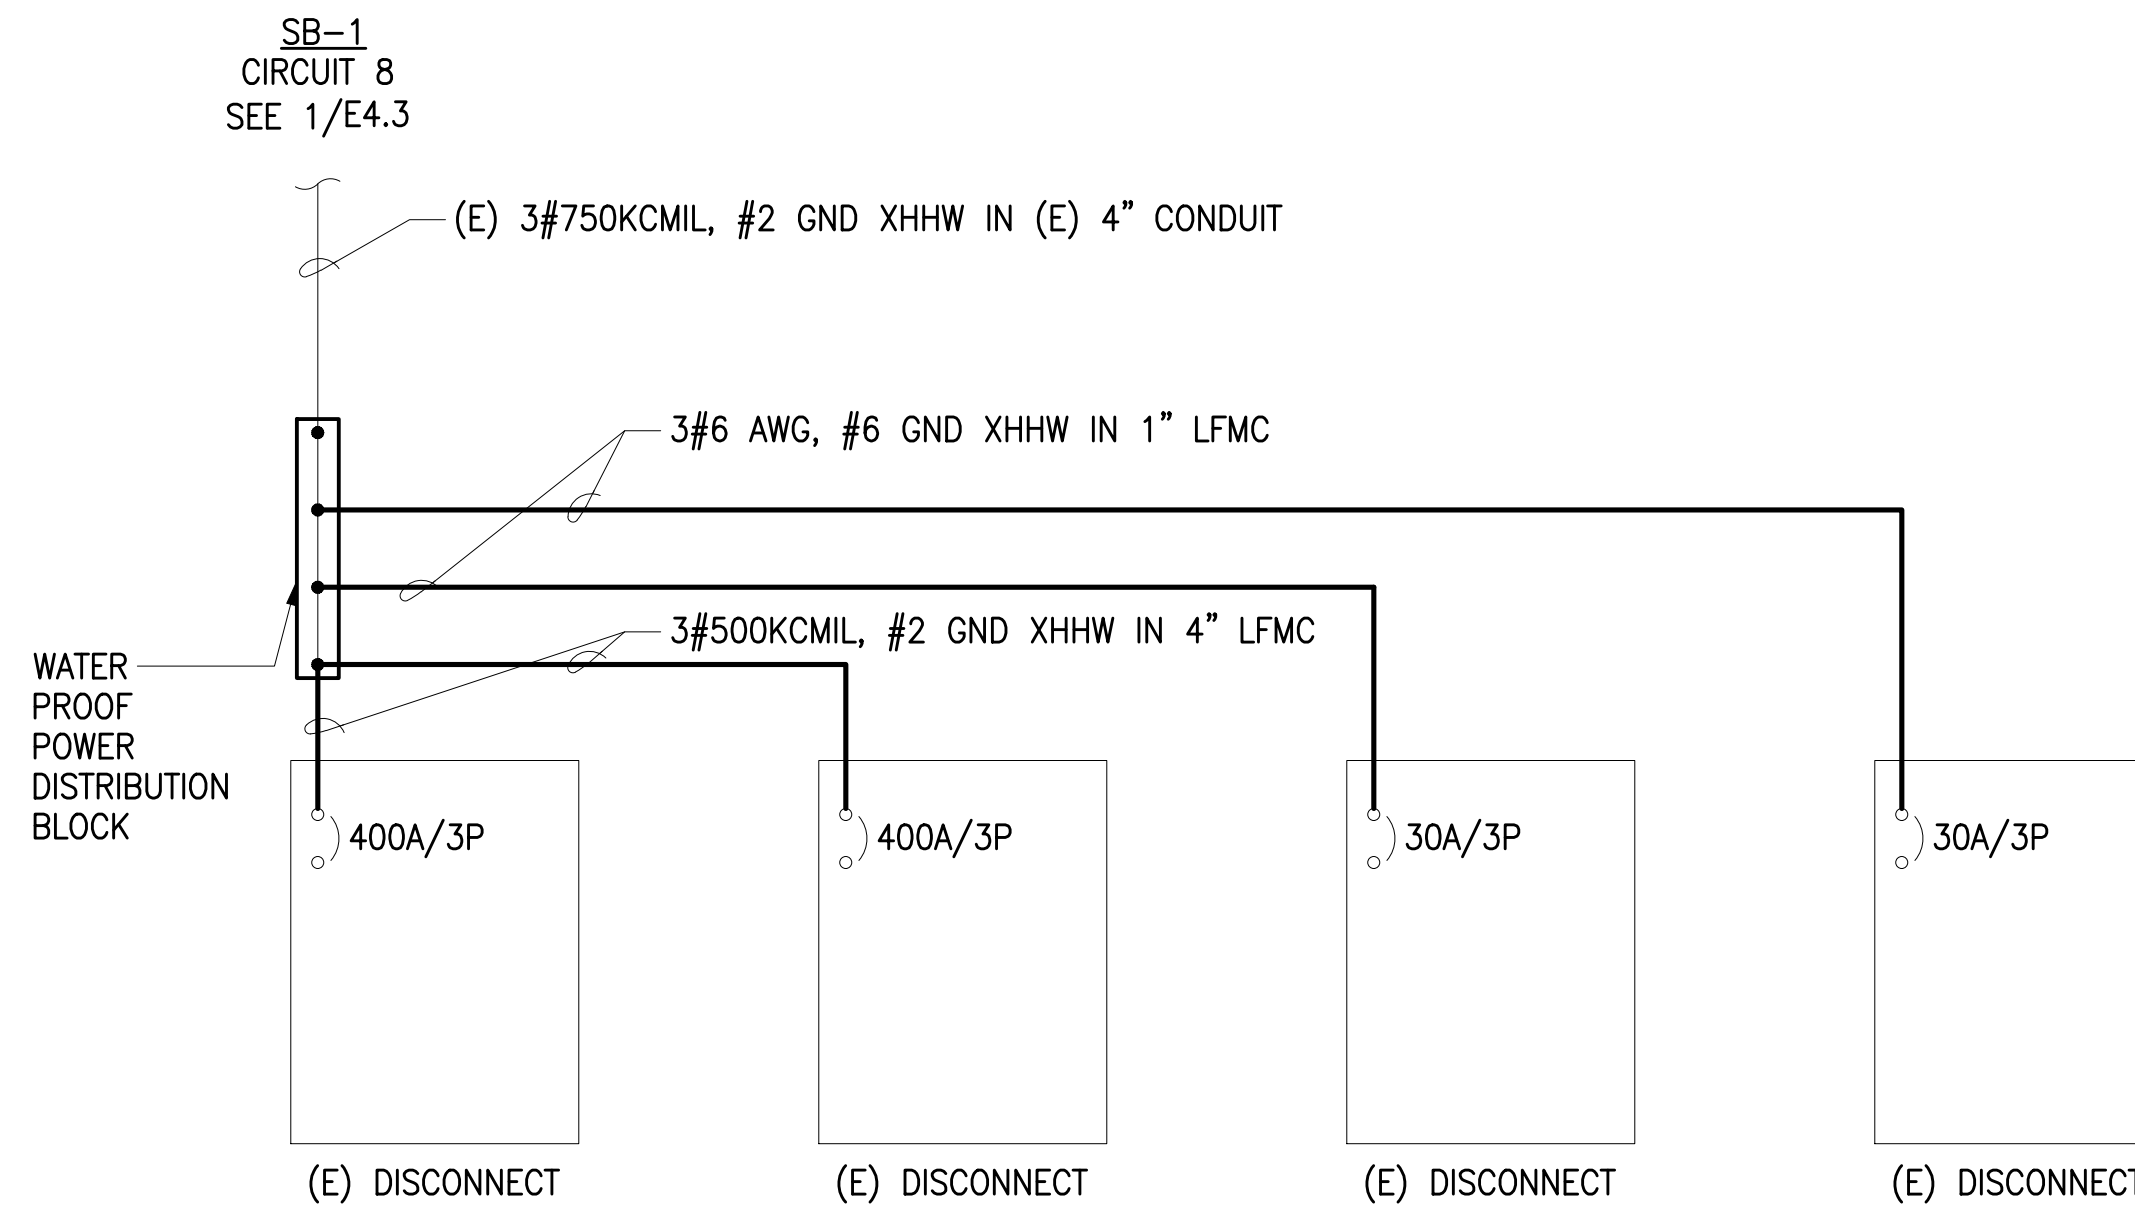 SB-1
CIRCUIT 8
SEE 1/E4.3
(E) 3#750KCMIL, #2 GND XHHW IN (E) 4" CONDUIT
3#6 AWG, #6 GND XHHW IN 1" LFMC
3#500KCMIL, #2 GND XHHW IN 4" LFMC
WATER
PROOF
POWER
DISTRIBUTION
BLOCK
400A/3P
400A/3P
30A/3P
30A/3P
(E) DISCONNECT
(E) DISCONNECT
(E) DISCONNECT
(E) DISCONNECT